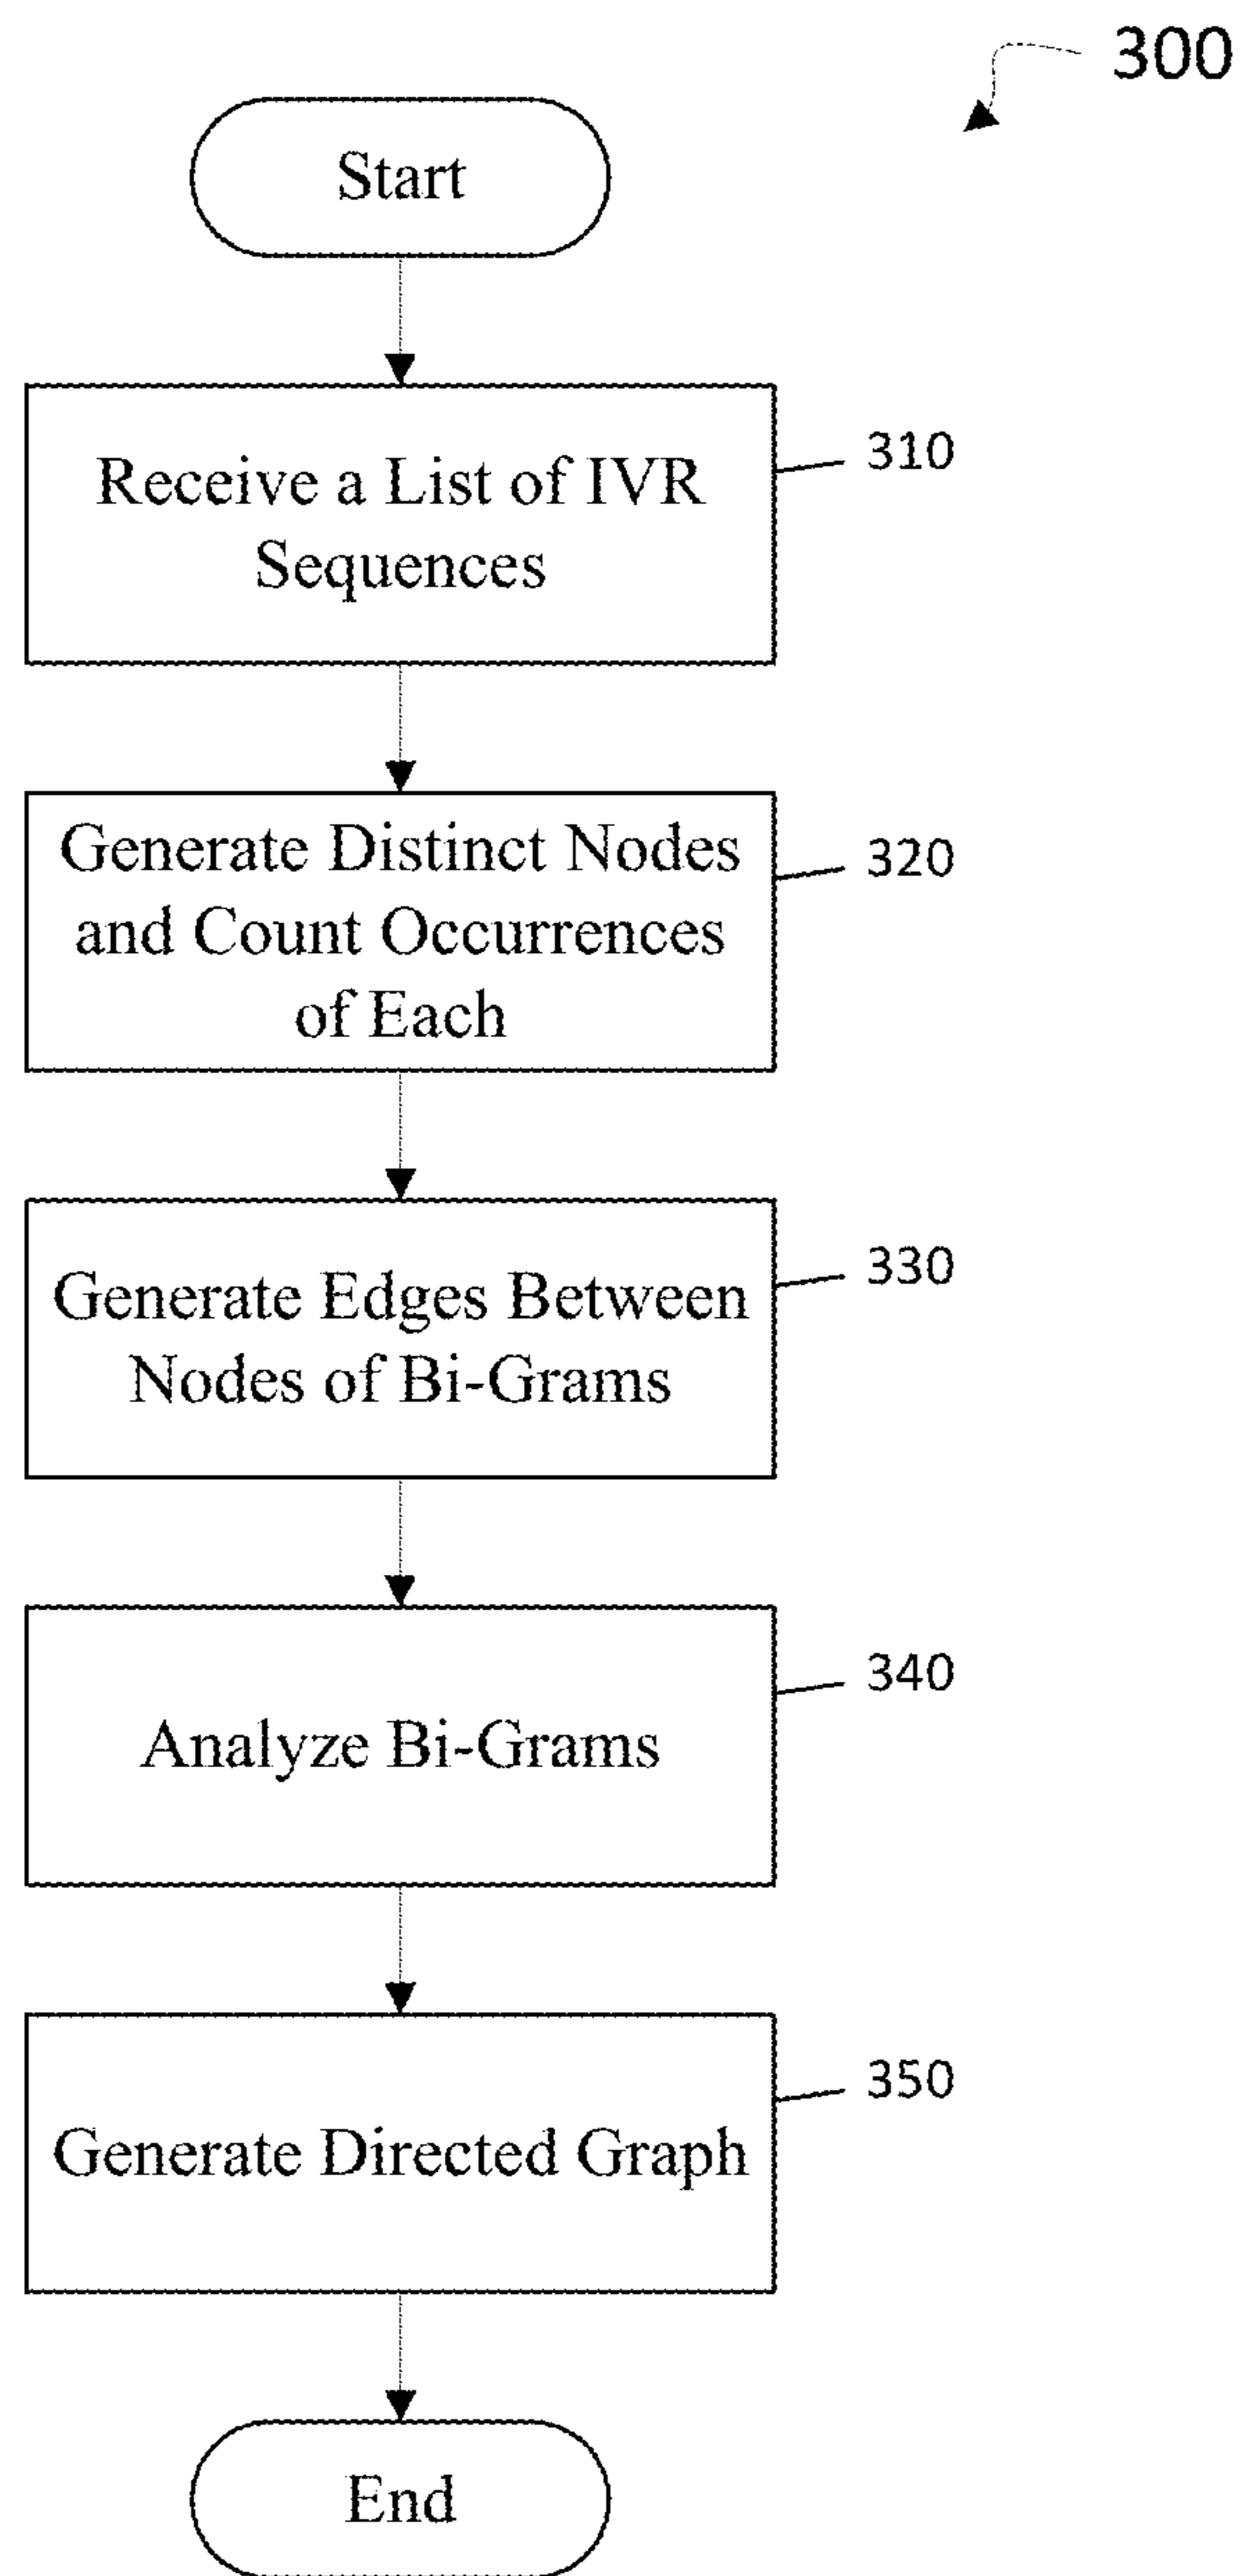 300
Start
Receive a List of IVR
Sequences
310
Generate Distinct Nodes
and Count Occurrences
of Each
320
Generate Edges Between
Nodes of Bi-Grams
330
Analyze Bi-Grams
340
Generate Directed Graph
350
End